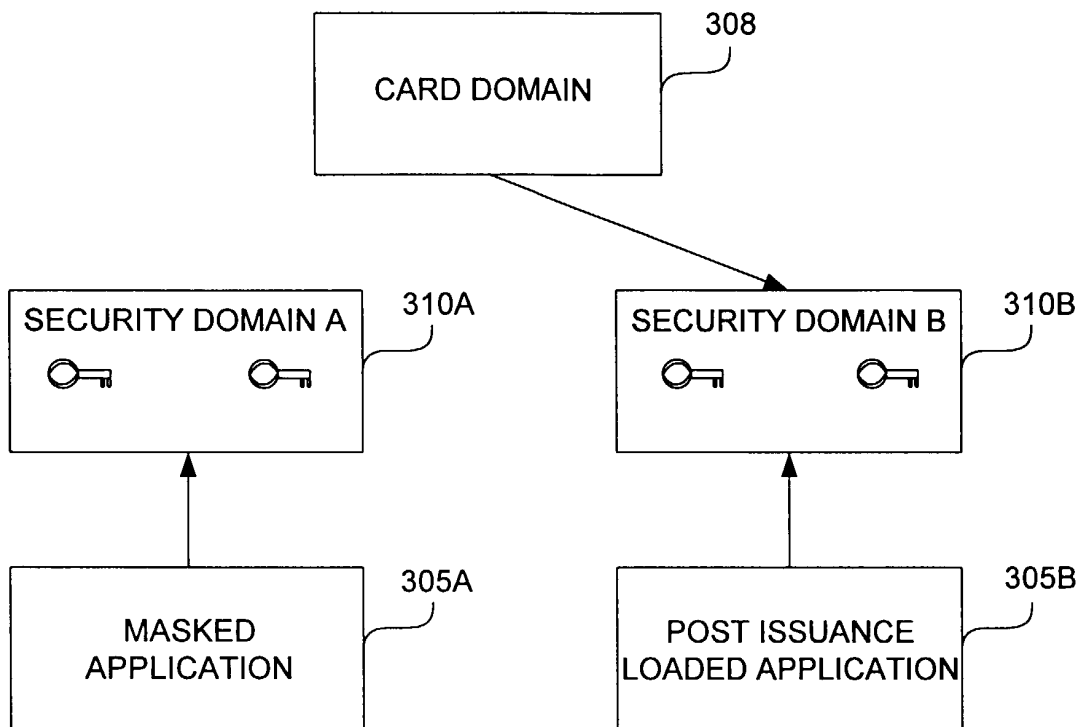 308
CARD DOMAIN
310A
SECURITY DOMAIN A
310B
SECURITY DOMAIN B
305A
MASKED
APPLICATION
305B
POST ISSUANCE
LOADED APPLICATION